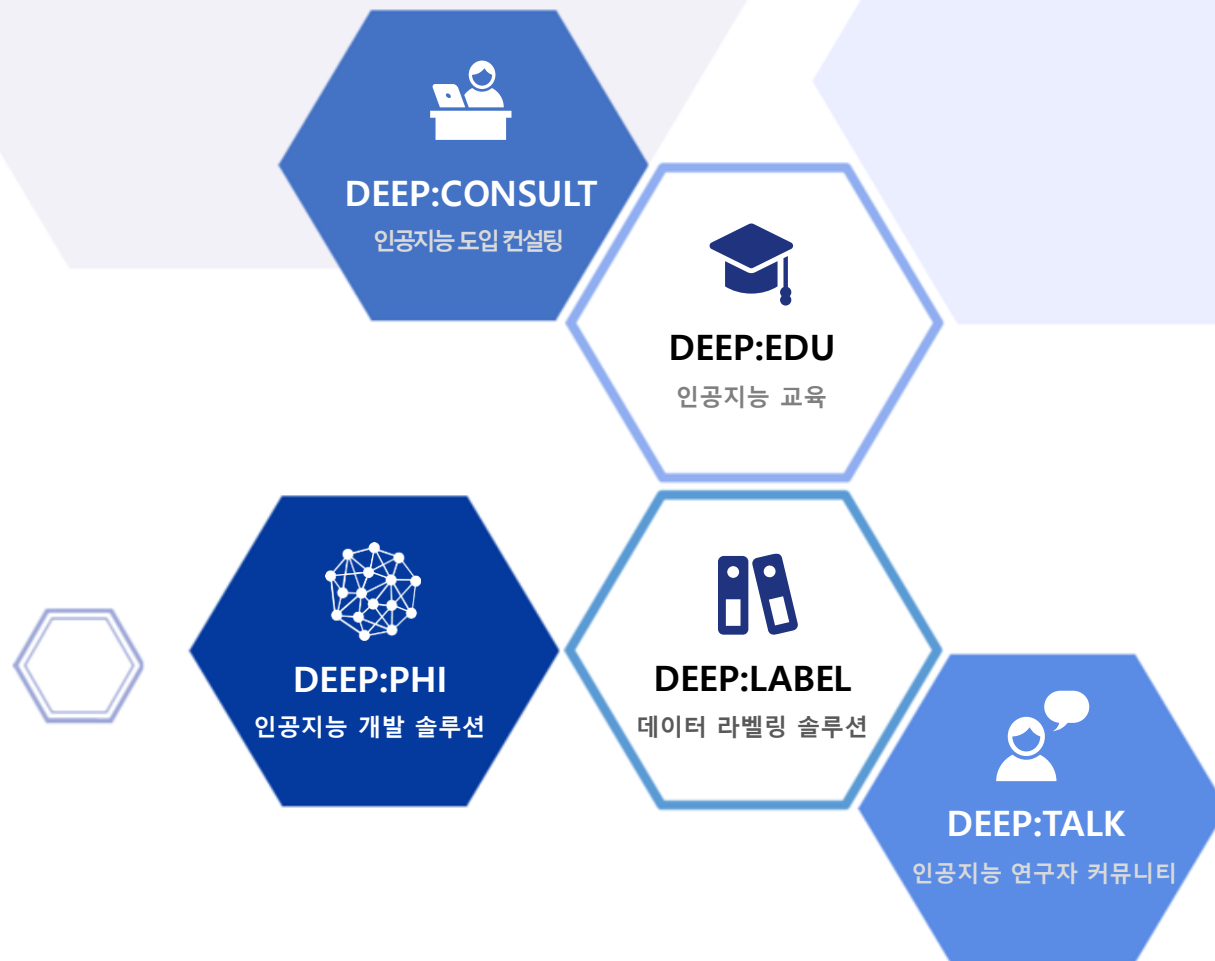 DEEP:CONSULT
인공지능 도입 컨설팅
DEEP:EDU
인공지능 교육
DEEP:PHI
인공지능 개발 솔루션
DEEP:LABEL
데이터 라벨링 솔루션
DEEP:TALK
인공지능 연구자 커뮤니티